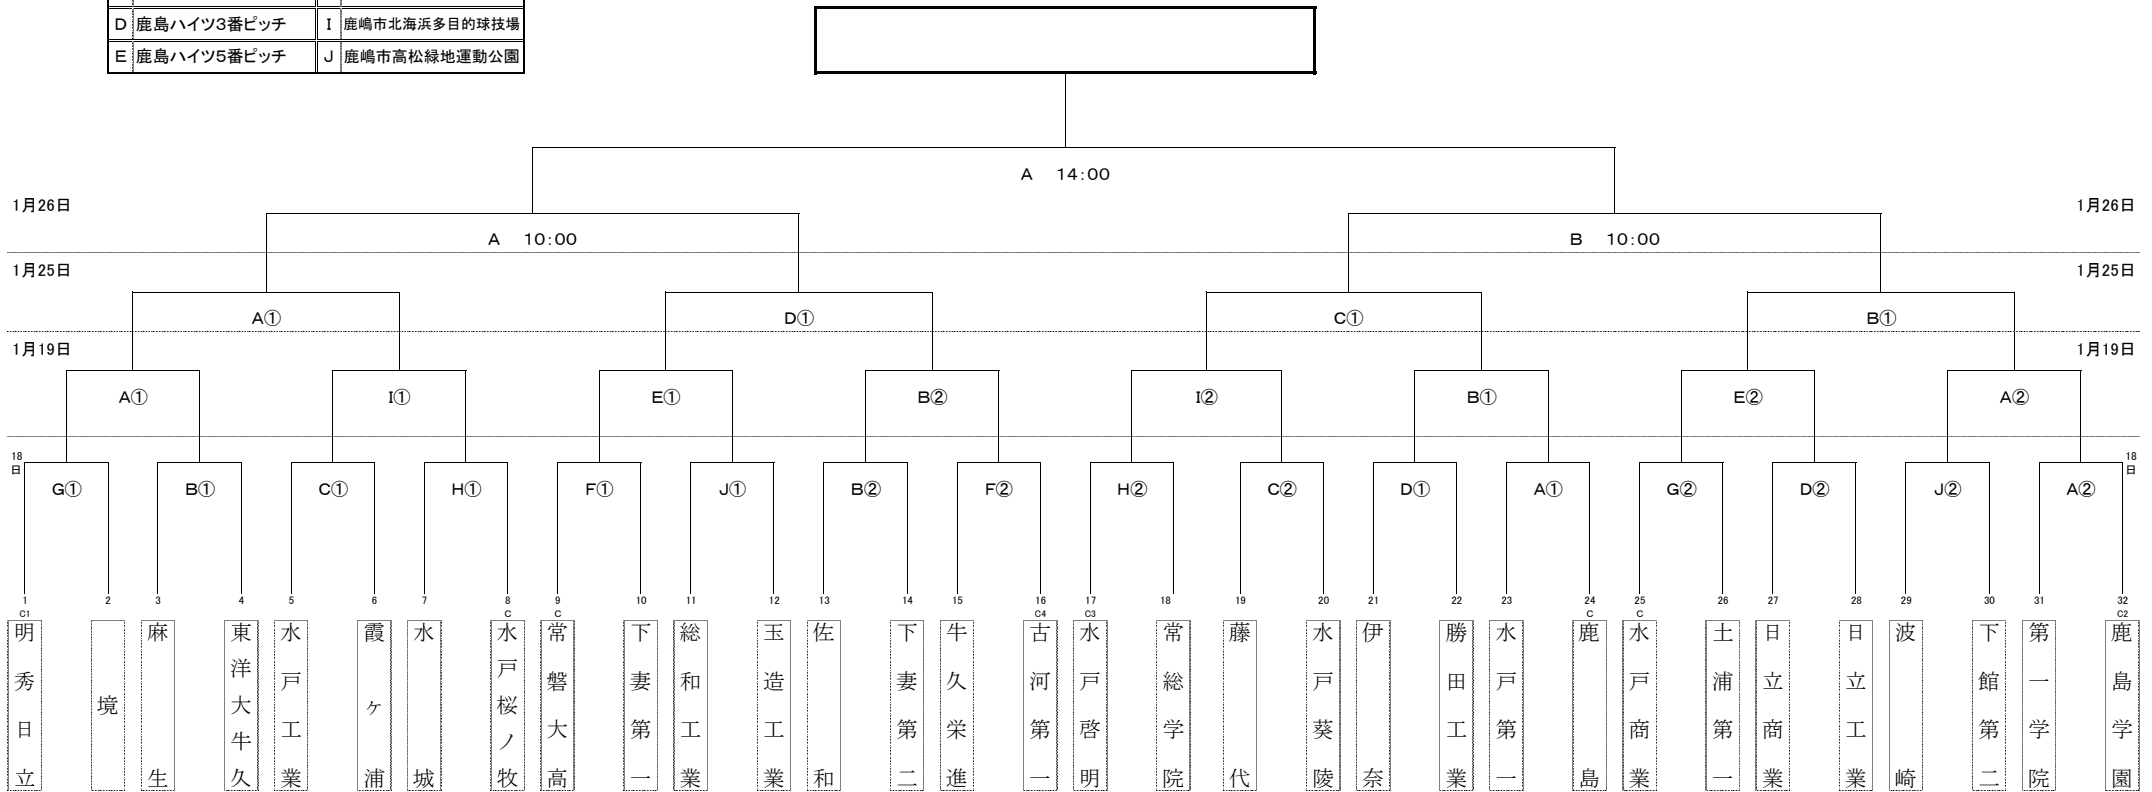 D 鹿島ハイツ3番ピッチ I 鹿嶋市北海浜多目的球技場
E 鹿島ハイツ5番ピッチ J 鹿嶋市高松緑地運動公園
A 14:00
1月26日 1月26日
A 10:00 B 10:00
1月25日 1月25日
A① D① C① B①
1月19日 1月19日
A① I① E① B② I② B① E② A②
18日 18日
G① B① C① H① F① J① B② F② H② C② D① A① G② D② J② A②
1 2 3 4 5 6 7 8 9 10 11 12 13 14 15 16 17 18 19 20 21 22 23 24 25 26 27 28 29 30 31 32
C1 C C C4 C3 C C C2
明秀日立
境
麻生
東洋大牛久
水戸工業
霞ヶ浦
水城
水戸桜ノ牧
常磐大高
下妻第一
総和工業
玉造工業
佐和
下妻第二
牛久栄進
古河第一
水戸啓明
常総学院
藤代
水戸葵陵
伊奈
勝田工業
水戸第一
鹿島
水戸商業
土浦第一
日立商業
日立工業
波崎
下館第二
第一学院
鹿島学園